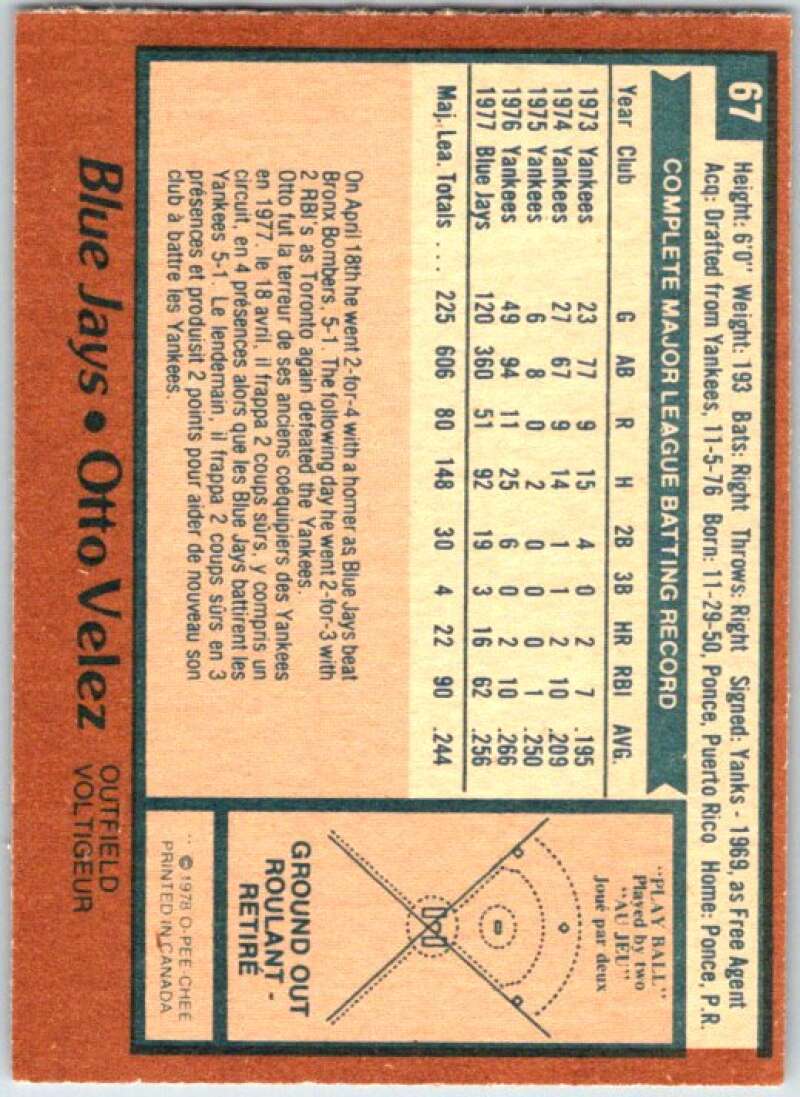 67
Height: 6'0" Weight: 193 Bats: Right Throws: Right Signed: Yanks - 1969, as Free Agent
Acq: Drafted from Yankees, 11-5-76 Born: 11-29-50, Ponce, Puerto Rico Home: Ponce, P.R.
COMPLETE MAJOR LEAGUE BATTING RECORD
Year Club G AB R H 2B 3B HR RBI AVG.
1973 Yankees 23 77 9 15 4 0 2 7 .195
1974 Yankees 27 67 9 14 1 1 2 10 .209
1975 Yankees 6 8 0 2 0 0 0 1 .250
1976 Yankees 49 94 11 25 6 0 2 10 .266
1977 Blue Jays 120 360 51 92 19 3 16 62 .256
Maj. Lea. Totals ... 225 606 80 148 30 4 22 90 .244
On April 18th he went 2-for-4 with a homer as Blue Jays beat
Bronx Bombers, 5-1. The following day he went 2-for-3 with
2 RBI's as Toronto again defeated the Yankees.
Otto fut la terreur de ses anciens coéquipiers des Yankees
en 1977. le 18 avril, il frappa 2 coups sûrs, y compris un
circuit, en 4 présences alors que les Blue Jays battirent les
Yankees 5-1. Le lendemain, il frappa 2 coups sûrs en 3
présences et produisit 2 points pour aider de nouveau son
club à battre les Yankees.
"PLAY BALL"
Played by two
"AU JEU"
Joué par deux
GROUND OUT
ROULANT -
RETIRÉ
© 1978 O-PEE-CHEE
PRINTED IN CANADA
Blue Jays • Otto Velez
OUTFIELD
VOLTIGEUR